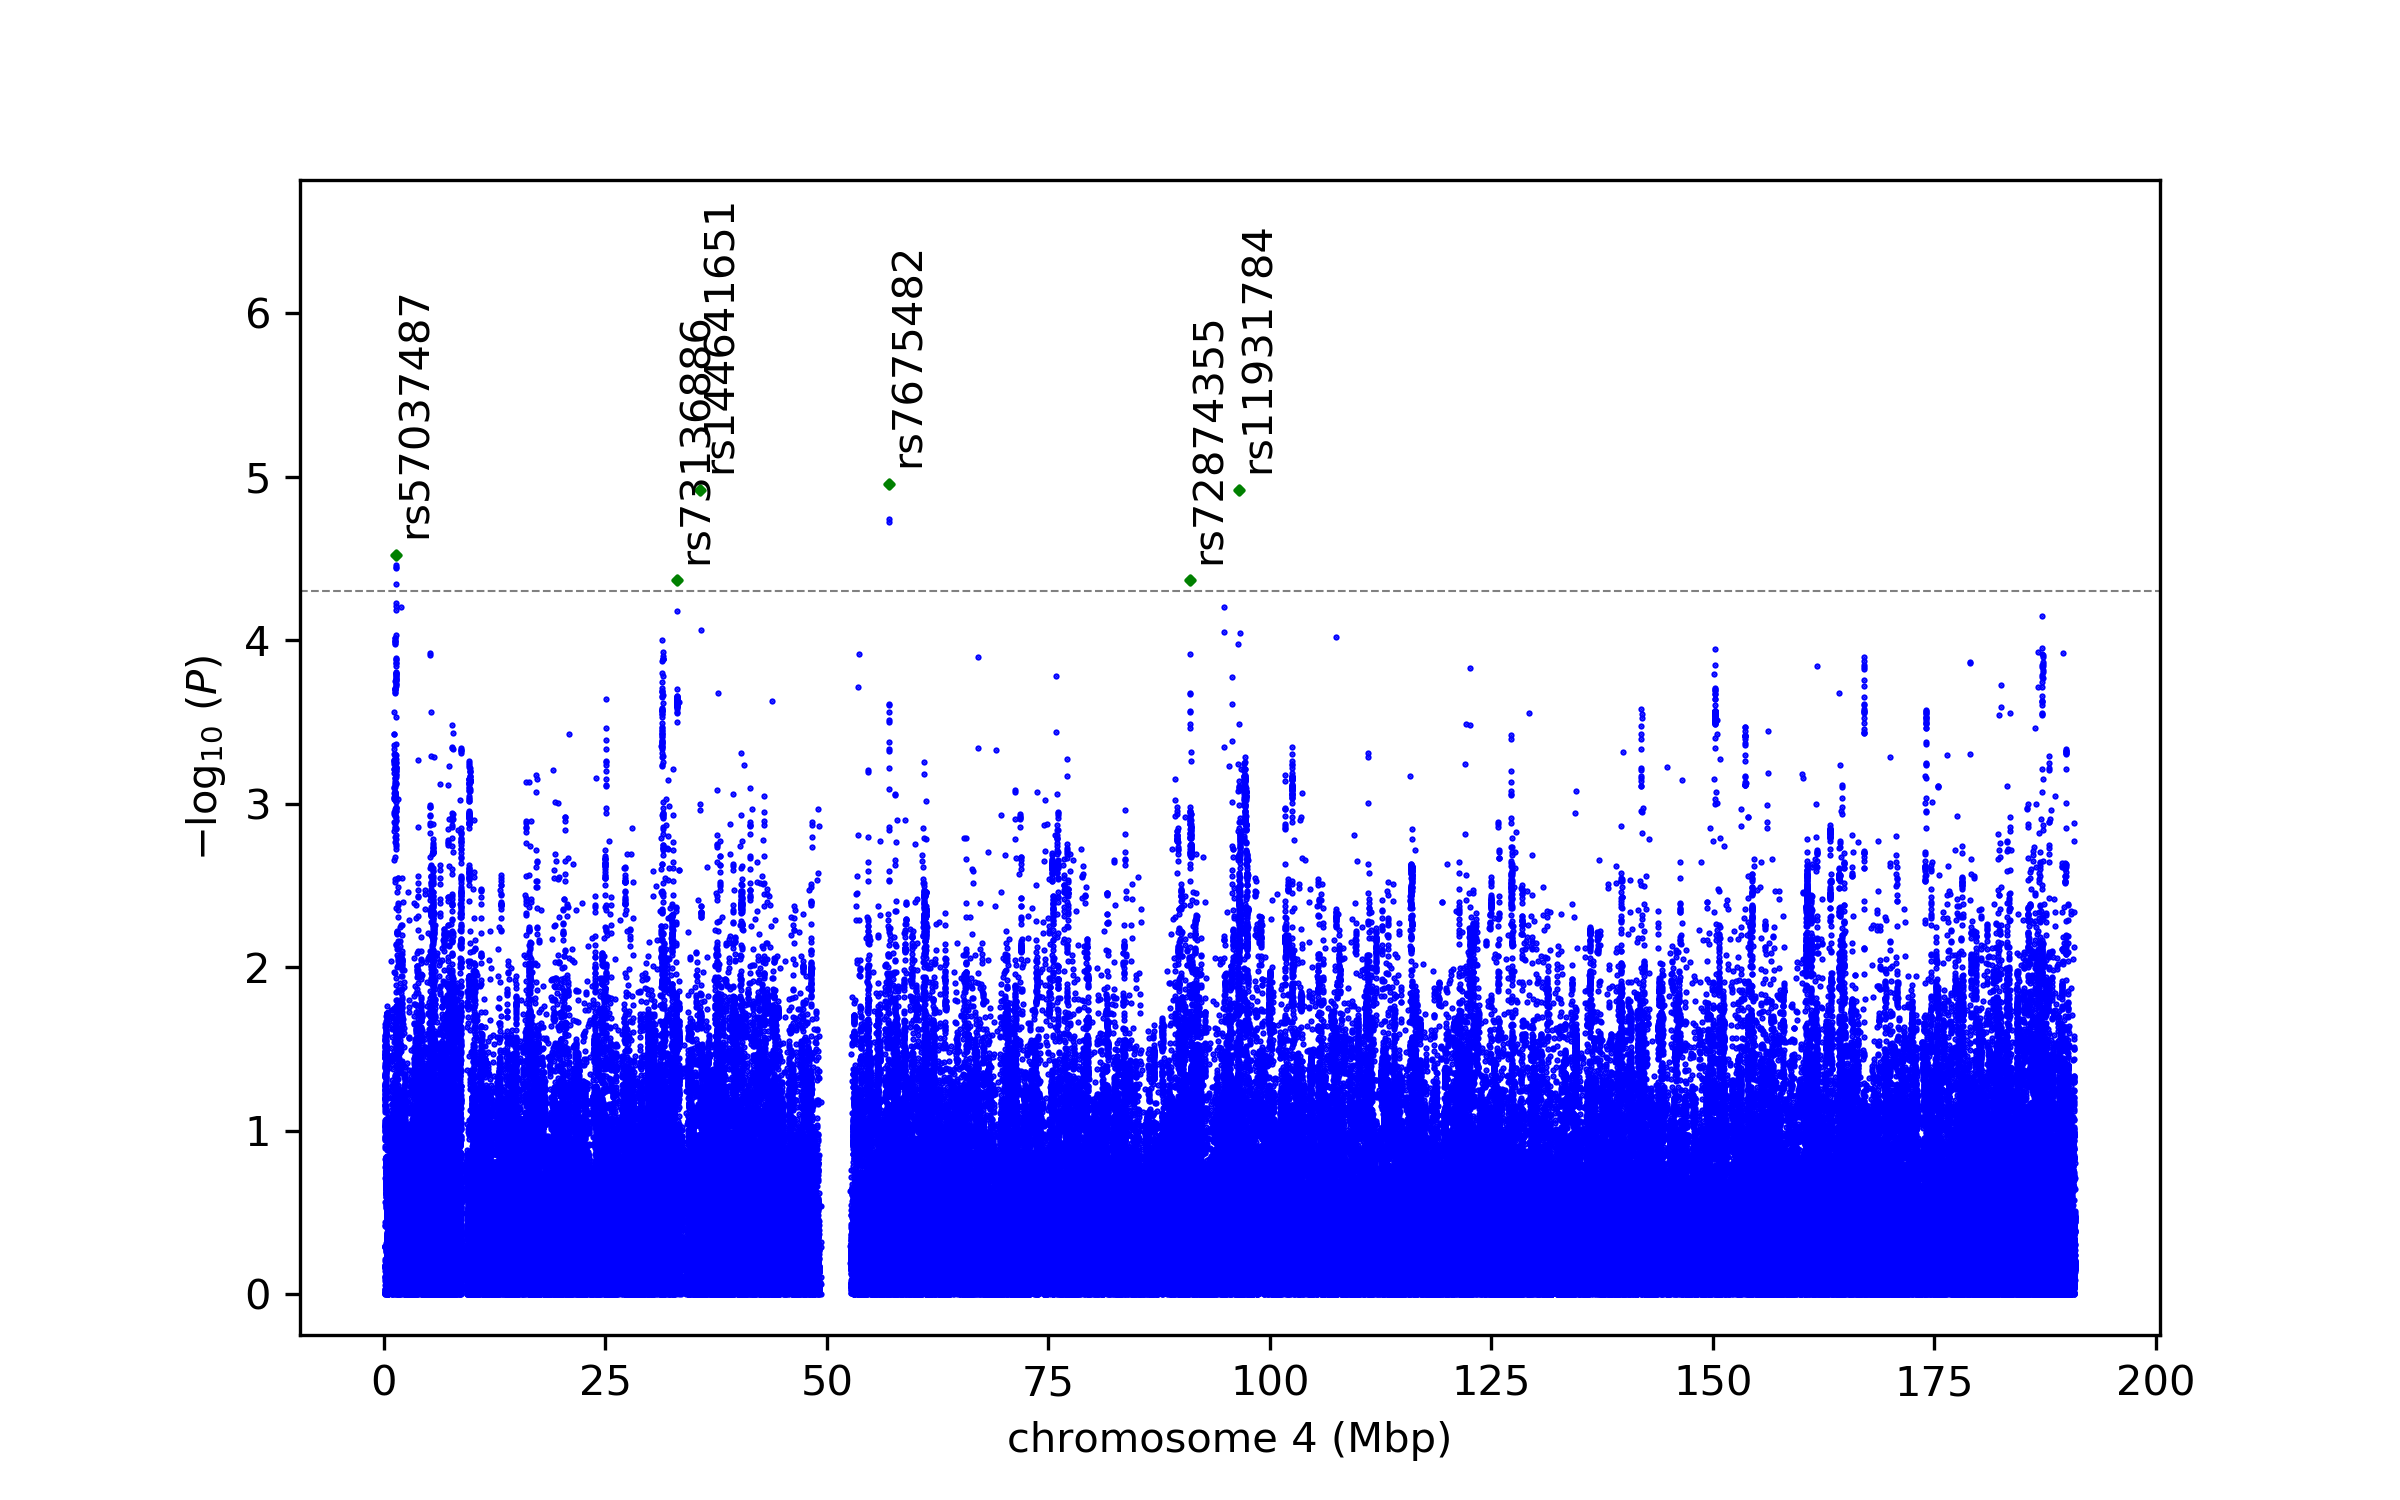 rs144641651
rs11931784
rs7675482
rs57037487
rs73136886
rs72874355
6
5
4
3
2
1
0
−log10 (P)
0 25 50 75 100 125 150 175 200
chromosome 4 (Mbp)